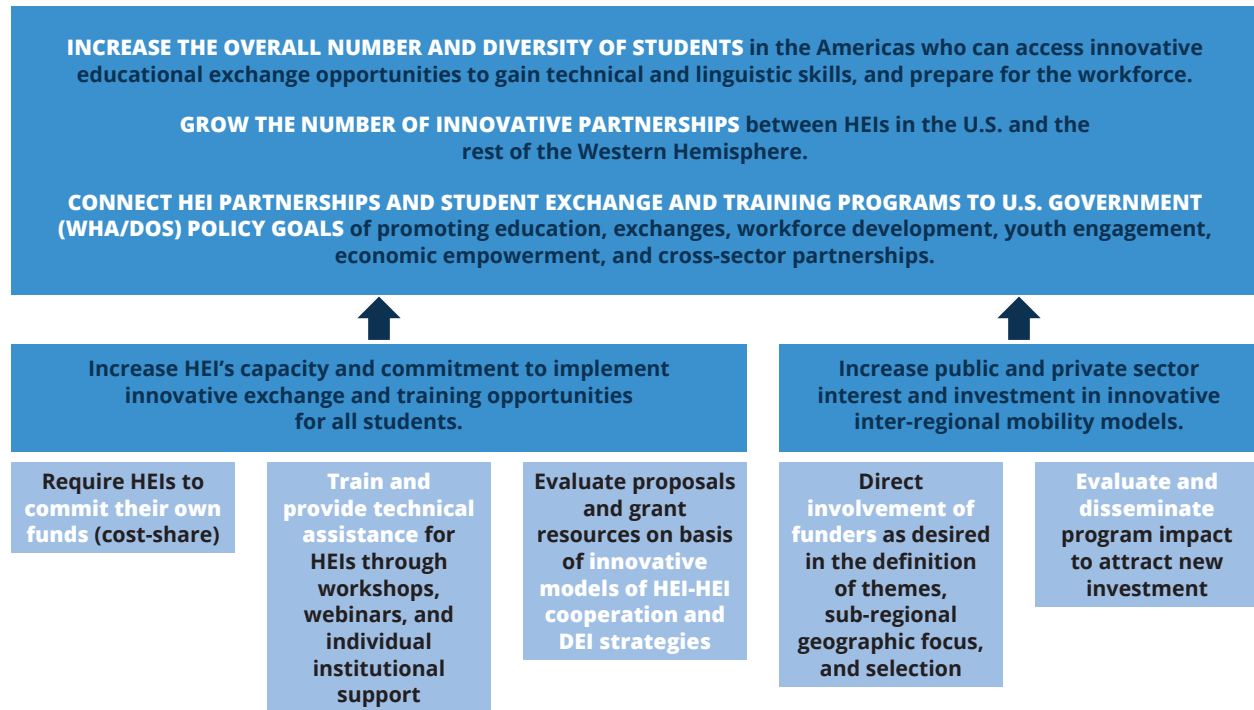 INCREASE THE OVERALL NUMBER AND DIVERSITY OF STUDENTS in the Americas who can access innovative
educational exchange opportunities to gain technical and linguistic skills, and prepare for the workforce.
GROW THE NUMBER OF INNOVATIVE PARTNERSHIPS between HEIs in the U.S. and the
rest of the Western Hemisphere.
CONNECT HEI PARTNERSHIPS AND STUDENT EXCHANGE AND TRAINING PROGRAMS TO U.S. GOVERNMENT
(WHA/DOS) POLICY GOALS of promoting education, exchanges, workforce development, youth engagement,
economic empowerment, and cross-sector partnerships.
Increase HEI’s capacity and commitment to implement
innovative exchange and training opportunities
for all students.
Increase public and private sector
interest and investment in innovative
inter-regional mobility models.
Require HEIs to
commit their own
funds (cost-share)
Train and
provide technical
assistance for
HEIs through
workshops,
webinars, and
individual
institutional
support
Evaluate proposals
and grant
resources on basis
of innovative
models of HEI-HEI
cooperation and
DEI strategies
Direct
involvement of
funders as desired
in the definition
of themes,
sub-regional
geographic focus,
and selection
Evaluate and
disseminate
program impact
to attract new
investment